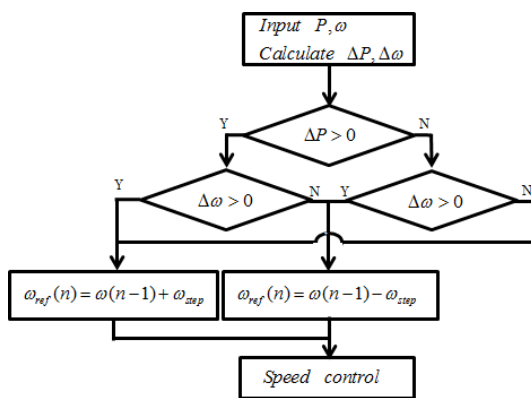 Input P, ω
Calculate ΔP, Δω
Y
ΔP > 0
N
Y
Δω > 0
N
Y
Δω > 0
N
ω_ref(n) = ω(n−1) + ω_step
ω_ref(n) = ω(n−1) − ω_step
Speed control